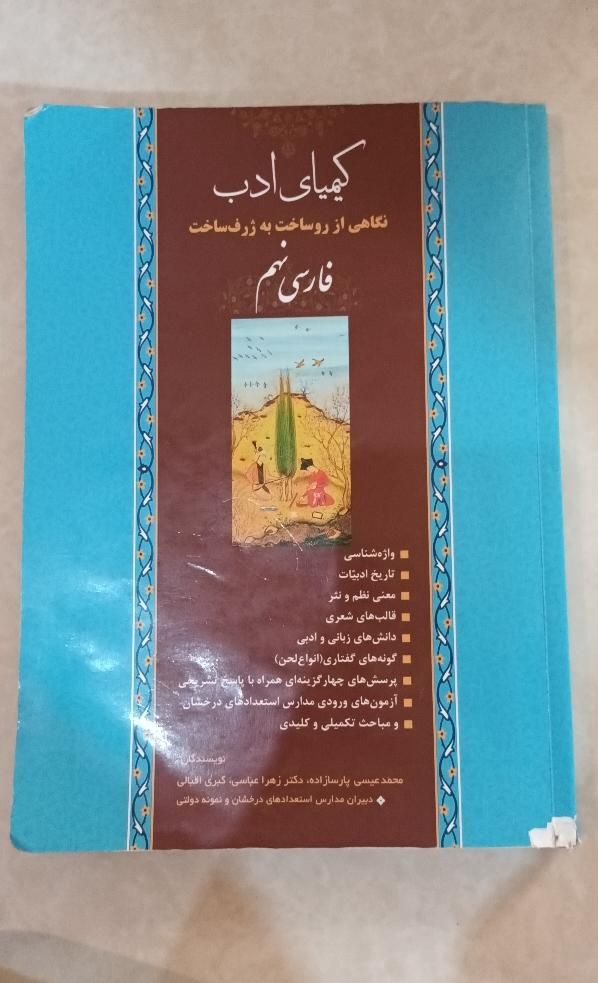 کیمیای ادب
نگاهی از روساخت به ژرف‌ساخت
فارسی نهم
واژه‌شناسی
تاریخ ادبیّات
معنی نظم و نثر
قالب‌های شعری
دانش‌های زبانی و ادبی
گونه‌های گفتاری (انواع لحن)
پرسش‌های چهارگزینه‌ای همراه با پاسخ تشریحی
آزمون‌های ورودی مدارس استعدادهای درخشان
و مباحث تکمیلی و کلیدی
نویسندگان:
محمدعیسی پارسازاده، دکتر زهرا عباسی، کبری اقبالی
دبیران مدارس استعدادهای درخشان و نمونه دولتی